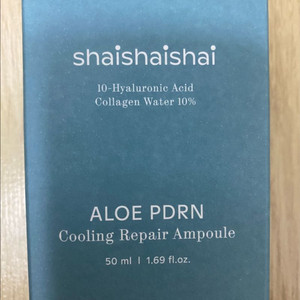 shaishaishai
10-Hyaluronic Acid
Collagen Water 10%
ALOE PDRN
Cooling Repair Ampoule
50 ml | 1.69 fl.oz.